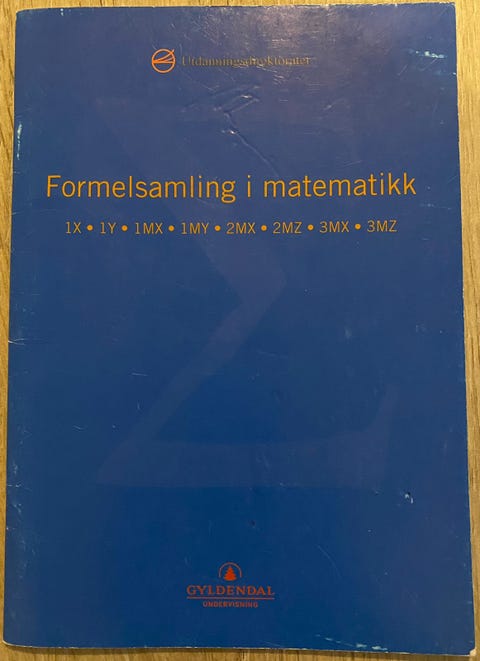 Utdanningsdirektoratet
Formelsamling i matematikk
1X • 1Y • 1MX • 1MY • 2MX • 2MZ • 3MX • 3MZ
GYLDENDAL
UNDERVISNING